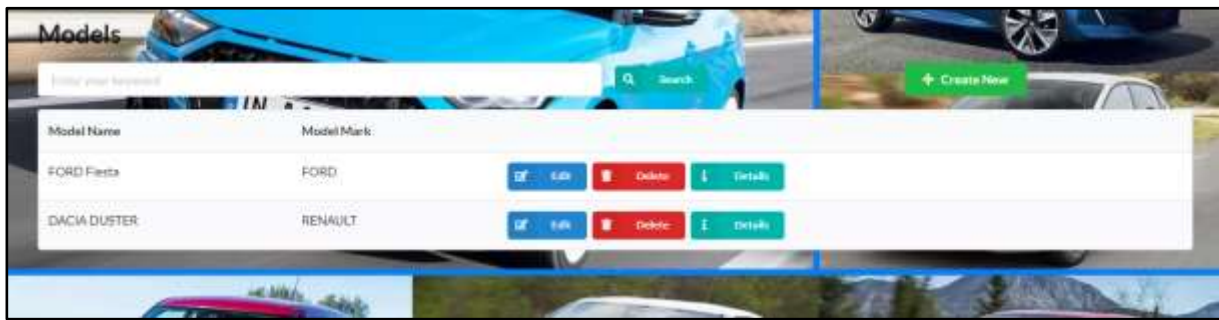 Models
Enter your keyword
Search
Create New
Model Name Model Mark
FORD Fiesta FORD Edit Delete Details
DACIA DUSTER RENAULT Edit Delete Details